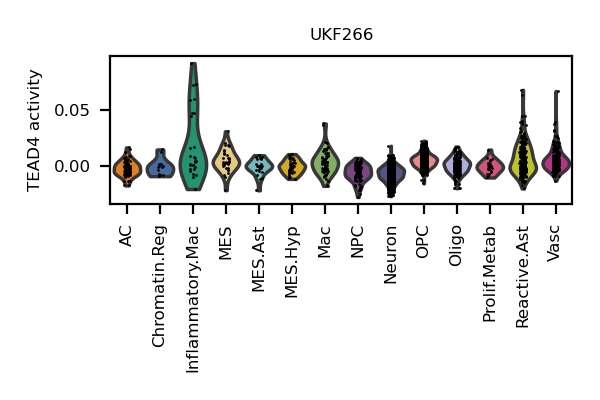 UKF266
TEAD4 activity
0.05
0.00
AC
Chromatin.Reg
Inflammatory.Mac
MES
MES.Ast
MES.Hyp
Mac
NPC
Neuron
OPC
Oligo
Prolif.Metab
Reactive.Ast
Vasc